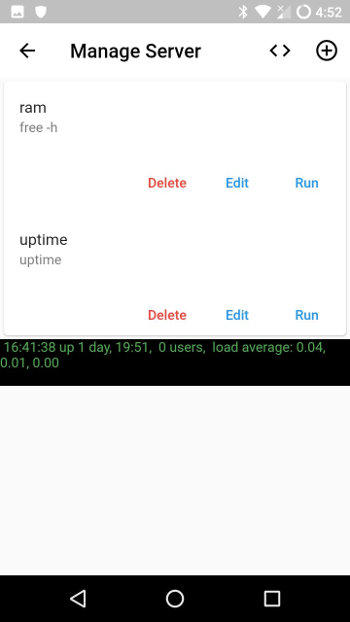 4:52
Manage Server
ram
free -h
Delete Edit Run
uptime
uptime
Delete Edit Run
16:41:38 up 1 day, 19:51,  0 users,  load average: 0.04,
0.01, 0.00